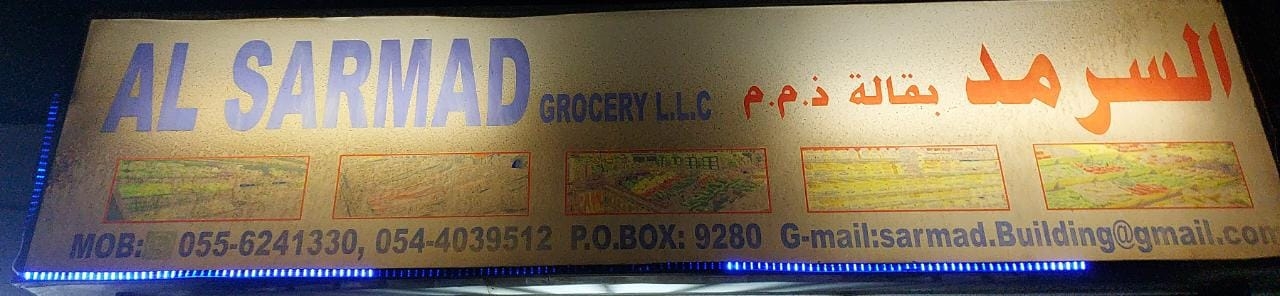 AL SARMAD GROCERY L.L.C السرمد بقالة ذ.م.م
MOB: 055-6241330, 054-4039512 P.O.BOX: 9280 G-mail:sarmad.Building@gmail.com